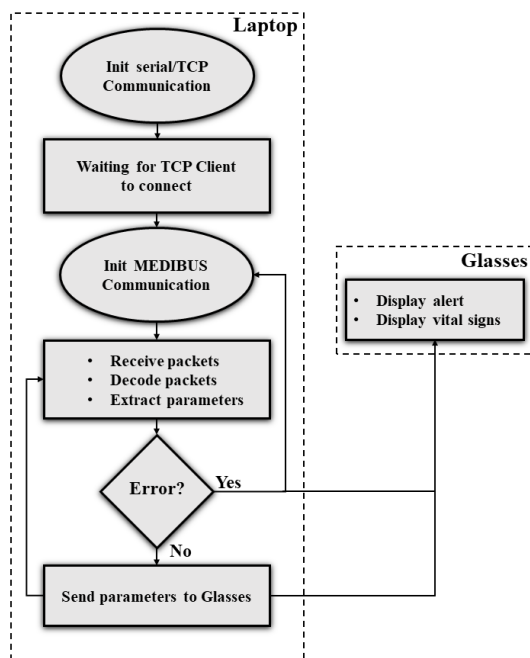 Laptop
Init serial/TCP
Communication
Waiting for TCP Client
to connect
Init MEDIBUS
Communication
Glasses
• Display alert
• Display vital signs
• Receive packets
• Decode packets
• Extract parameters
Error?
Yes
No
Send parameters to Glasses